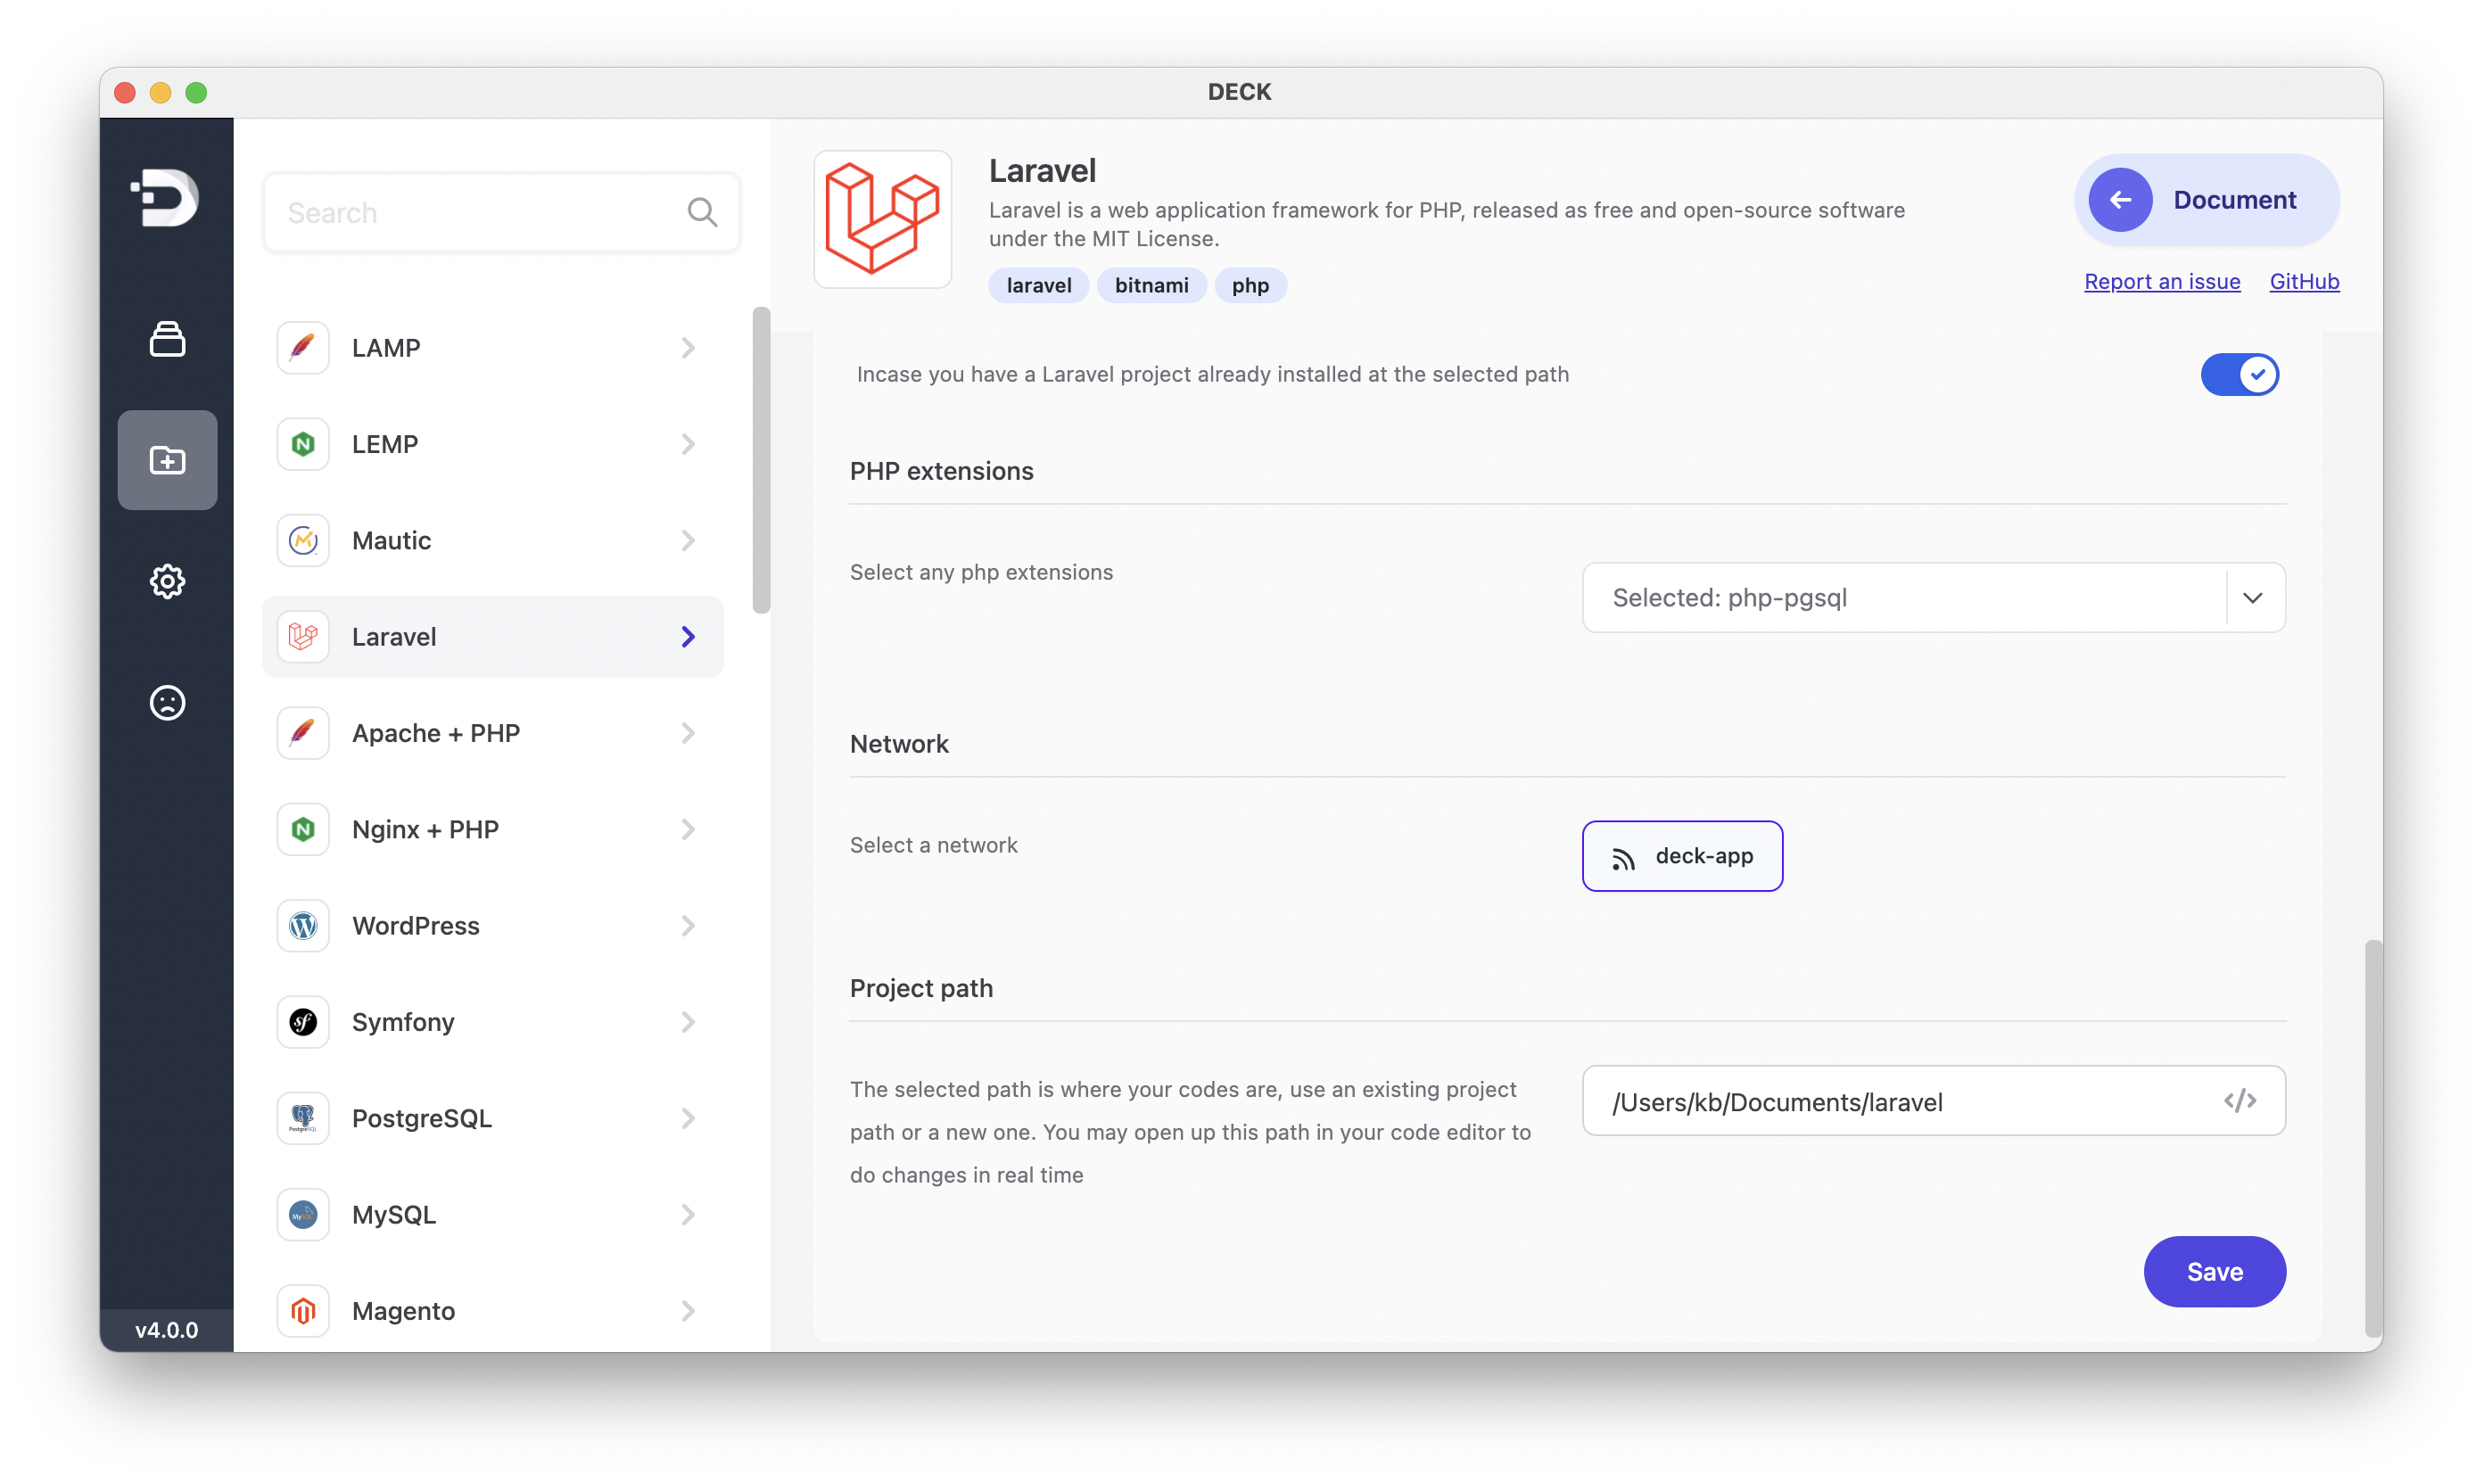 DECK
Search
LAMP
LEMP
Mautic
Laravel
Apache + PHP
Nginx + PHP
WordPress
Symfony
PostgreSQL
MySQL
Magento
v4.0.0
Laravel
Laravel is a web application framework for PHP, released as free and open-source software
under the MIT License.
laravel bitnami php
Document
Report an issue GitHub
Incase you have a Laravel project already installed at the selected path
PHP extensions
Select any php extensions
Selected: php-pgsql
Network
Select a network
deck-app
Project path
The selected path is where your codes are, use an existing project
path or a new one. You may open up this path in your code editor to
do changes in real time
/Users/kb/Documents/laravel
Save